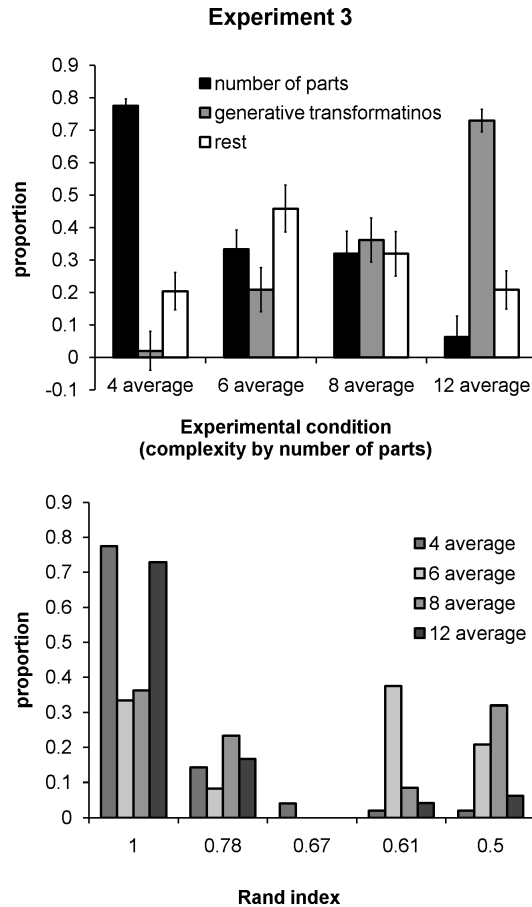 Experiment 3
0.9
0.8
0.7
0.6
0.5
0.4
0.3
0.2
0.1
0
-0.1
proportion
number of parts
generative transformatinos
rest
4 average 6 average 8 average 12 average
Experimental condition
(complexity by number of parts)
0.9
0.8
0.7
0.6
0.5
0.4
0.3
0.2
0.1
0
proportion
4 average
6 average
8 average
12 average
1 0.78 0.67 0.61 0.5
Rand index